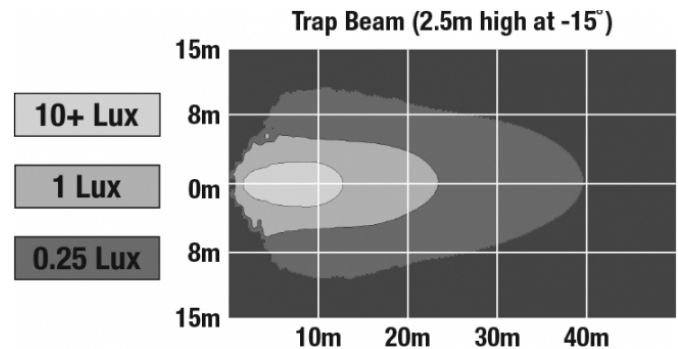 Trap Beam (2.5m high at -15°)
15m
10+ Lux
8m
1 Lux
0m
0.25 Lux
8m
15m
10m 20m 30m 40m